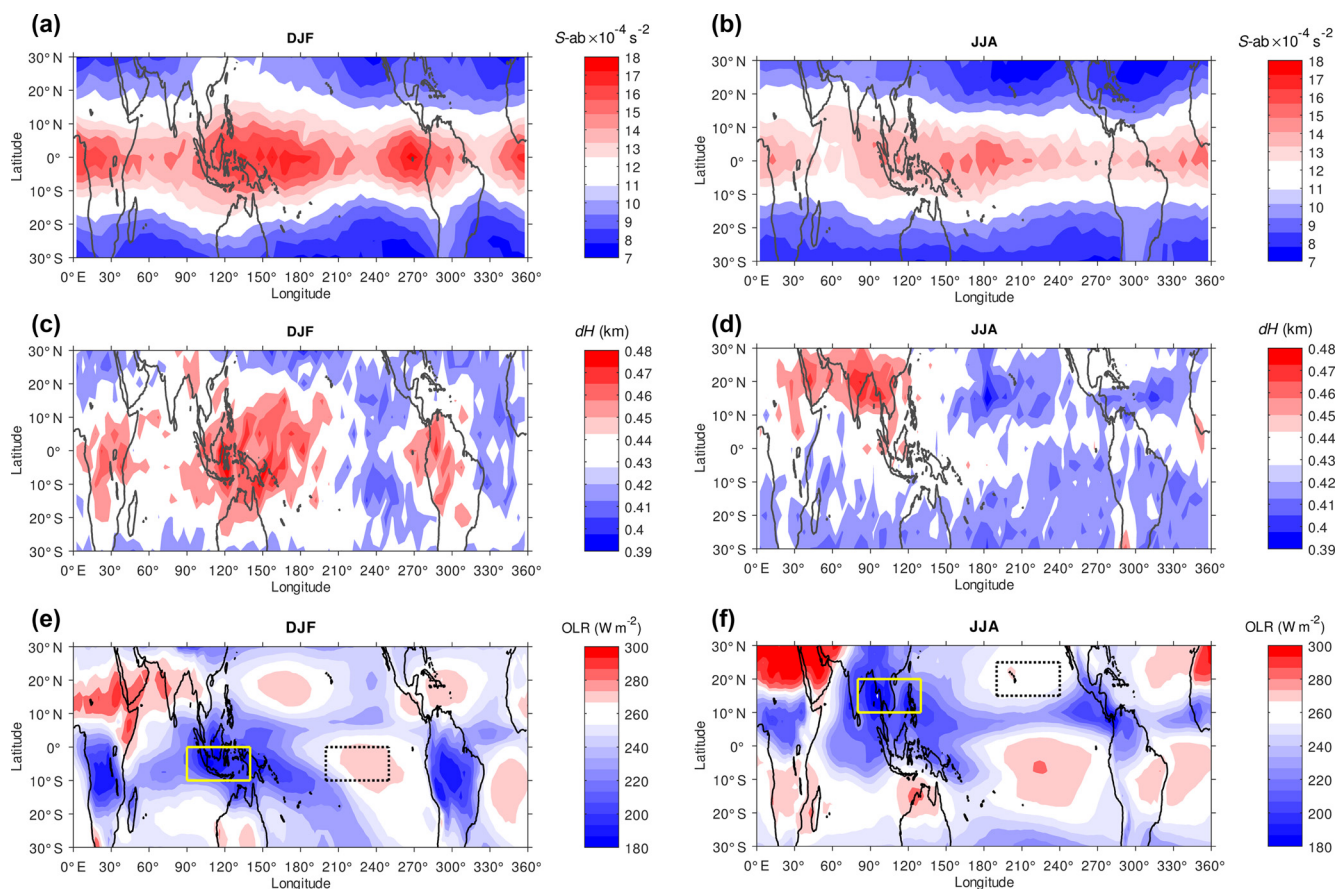 (a)
DJF
S-ab×10⁻⁴ s⁻²
30° N
20° N
10° N
0°
10° S
20° S
30° S
Latitude
0° E 30° 60° 90° 120° 150° 180° 210° 240° 270° 300° 330° 360°
Longitude
18
17
16
14
13
12
10
9
8
7
(b)
JJA
S-ab×10⁻⁴ s⁻²
30° N
20° N
10° N
0°
10° S
20° S
30° S
Latitude
0° E 30° 60° 90° 120° 150° 180° 210° 240° 270° 300° 330° 360°
Longitude
18
17
16
14
13
12
10
9
8
7
(c)
DJF
dH (km)
30° N
20° N
10° N
0°
10° S
20° S
30° S
Latitude
0° E 30° 60° 90° 120° 150° 180° 210° 240° 270° 300° 330° 360°
Longitude
0.48
0.47
0.46
0.45
0.44
0.43
0.42
0.41
0.4
0.39
(d)
JJA
dH (km)
30° N
20° N
10° N
0°
10° S
20° S
30° S
Latitude
0° E 30° 60° 90° 120° 150° 180° 210° 240° 270° 300° 330° 360°
Longitude
0.48
0.47
0.46
0.45
0.44
0.43
0.42
0.41
0.4
0.39
(e)
DJF
OLR (W m⁻²)
30° N
20° N
10° N
0°
10° S
20° S
30° S
Latitude
0° E 30° 60° 90° 120° 150° 180° 210° 240° 270° 300° 330° 360°
Longitude
300
280
260
240
220
200
180
(f)
JJA
OLR (W m⁻²)
30° N
20° N
10° N
0°
10° S
20° S
30° S
Latitude
0° E 30° 60° 90° 120° 150° 180° 210° 240° 270° 300° 330° 360°
Longitude
300
280
260
240
220
200
180